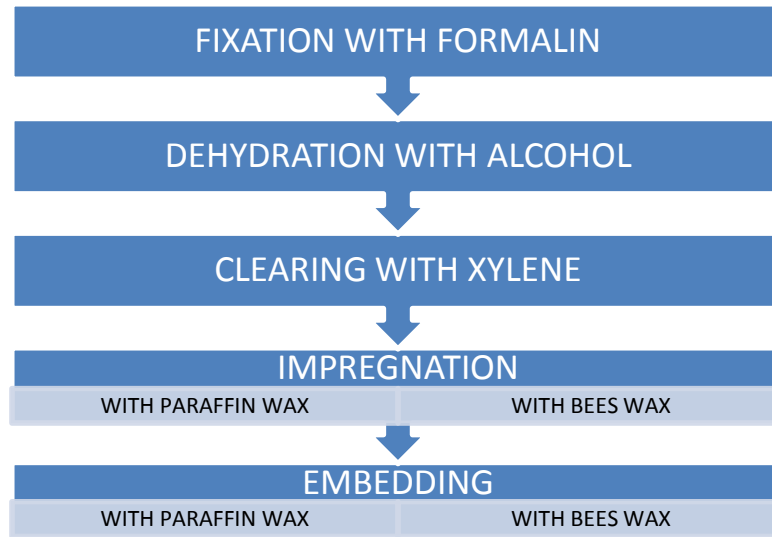 FIXATION WITH FORMALIN
DEHYDRATION WITH ALCOHOL
CLEARING WITH XYLENE
IMPREGNATION
WITH PARAFFIN WAX WITH BEES WAX
EMBEDDING
WITH PARAFFIN WAX WITH BEES WAX